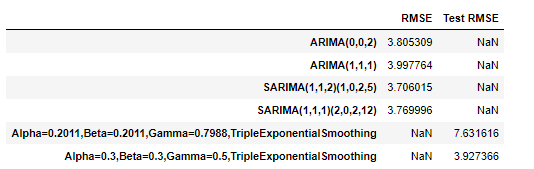 RMSE Test RMSE
ARIMA(0,0,2) 3.805309 NaN
ARIMA(1,1,1) 3.997764 NaN
SARIMA(1,1,2)(1,0,2,5) 3.706015 NaN
SARIMA(1,1,1)(2,0,2,12) 3.769996 NaN
Alpha=0.2011,Beta=0.2011,Gamma=0.7988,TripleExponentialSmoothing NaN 7.631616
Alpha=0.3,Beta=0.3,Gamma=0.5,TripleExponentialSmoothing NaN 3.927366